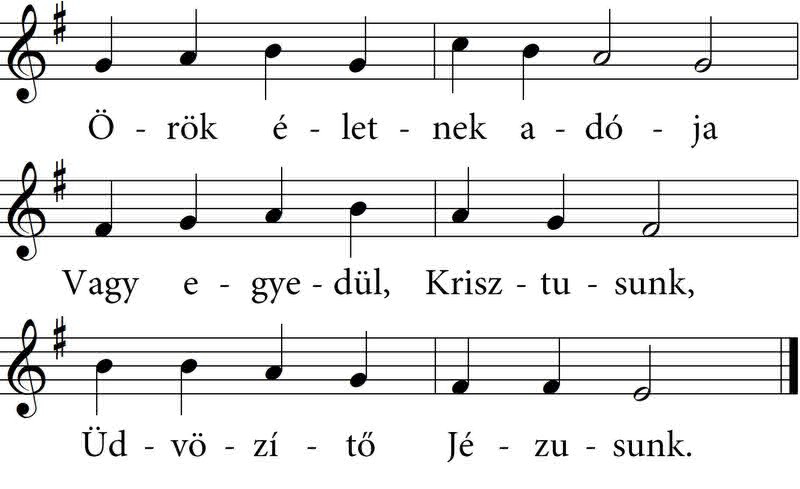 Ö - rök é - let - nek a - dó - ja
Vagy e - gye - dül, Krisz - tu - sunk,
Üd - vö - zí - tő Jé - zu - sunk.